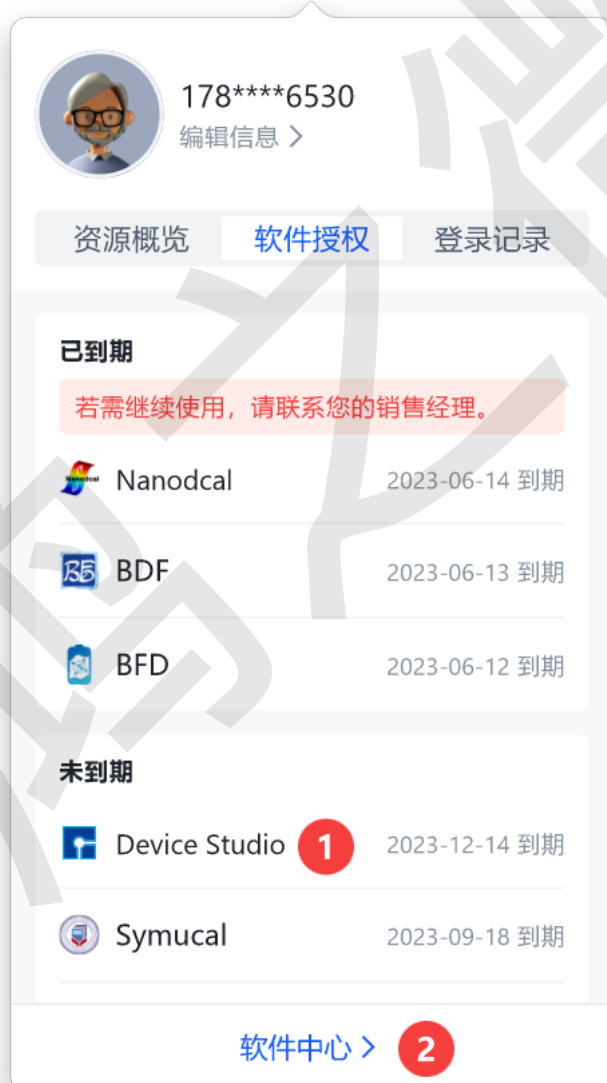 178****6530
编辑信息 >
资源概览 软件授权 登录记录
已到期
若需继续使用，请联系您的销售经理。
Nanodcal 2023-06-14 到期
BDF 2023-06-13 到期
BFD 2023-06-12 到期
未到期
Device Studio 1 2023-12-14 到期
Symucal 2023-09-18 到期
软件中心 > 2